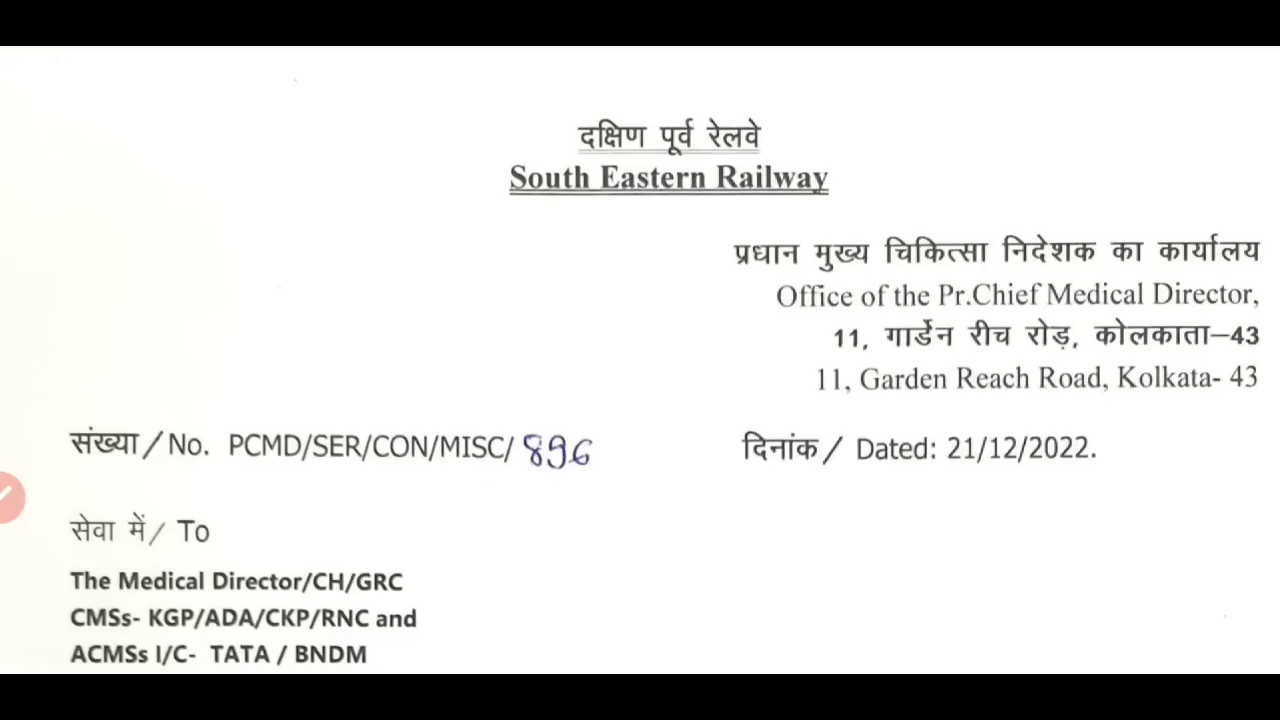 दक्षिण पूर्व रेलवे
South Eastern Railway
प्रधान मुख्य चिकित्सा निदेशक का कार्यालय
Office of the Pr.Chief Medical Director,
11, गार्डेन रीच रोड़, कोलकाता–43
11, Garden Reach Road, Kolkata- 43
संख्या / No. PCMD/SER/CON/MISC/ 896 दिनांक / Dated: 21/12/2022.
सेवा में / To
The Medical Director/CH/GRC
CMSs- KGP/ADA/CKP/RNC and
ACMSs I/C- TATA / BNDM